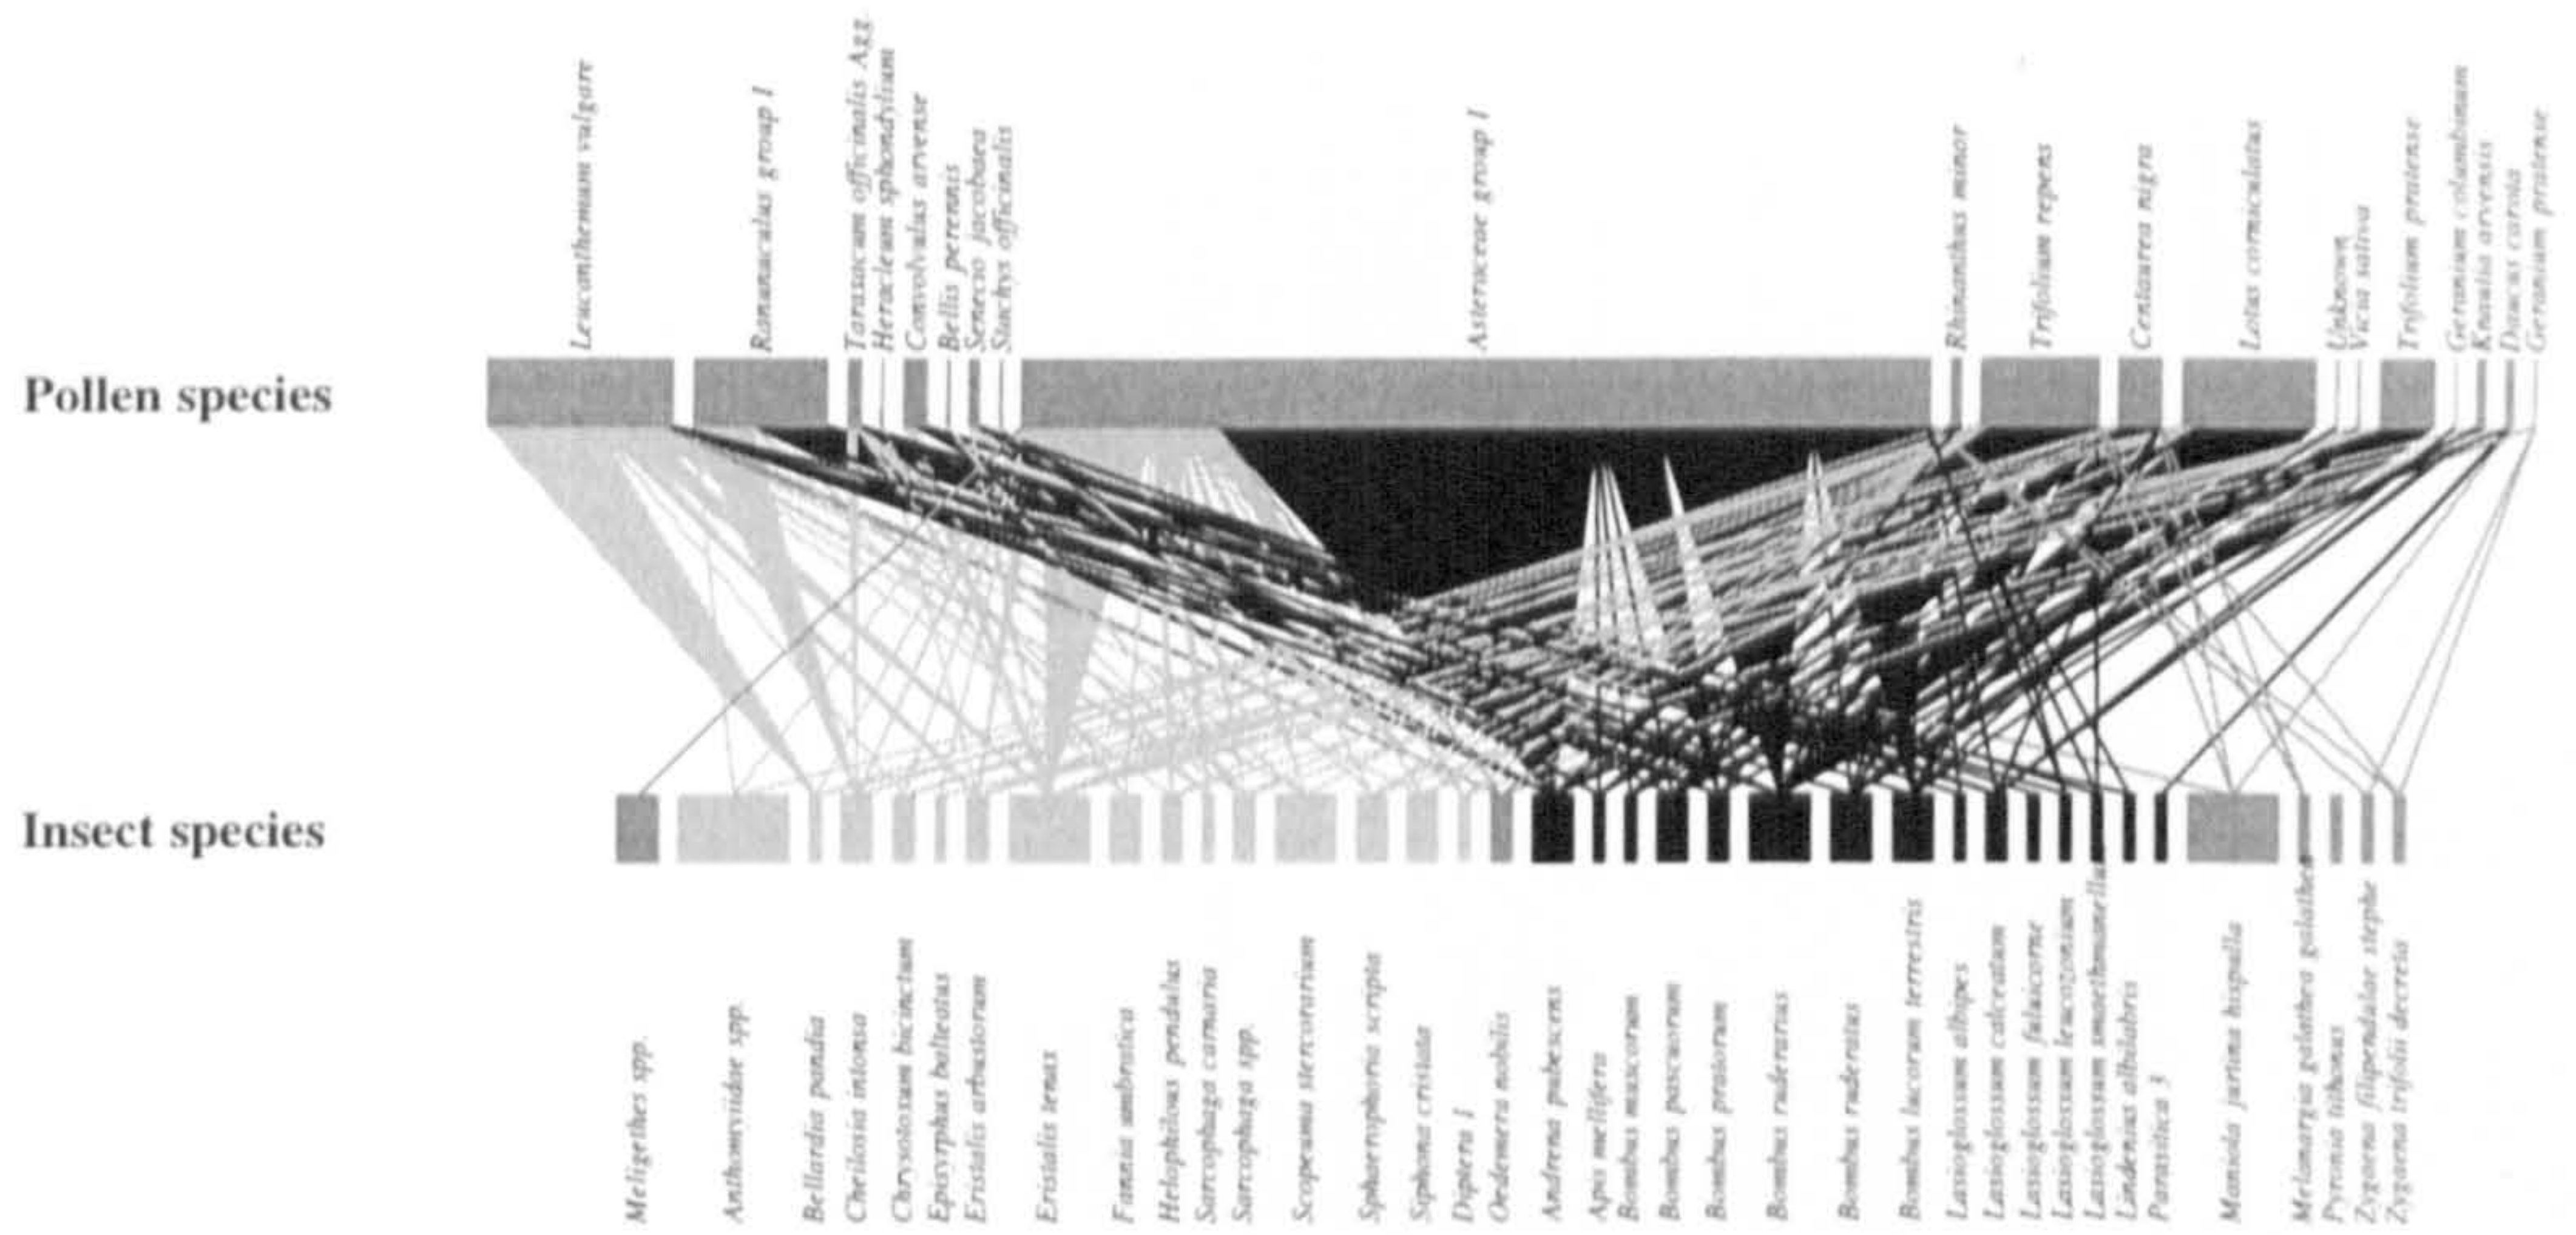 Leucanthemum vulgare
Ranunculus group 1
Taraxacum officinalis Agg.
Heracleum sphondylium
Convolvulus arvense
Bellis perennis
Senecio jacobaea
Stachys officinalis
Asteraceae group 1
Rhinanthus minor
Trifolium repens
Centaurea nigra
Lotus corniculatus
Unknown
Vicia sativa
Trifolium pratense
Geranium columbinum
Knautia arvensis
Daucus carota
Geranium pratense
Pollen species
Insect species
Meligethes spp.
Anthomyiidae spp.
Bellardia pandia
Cheilosia intonsa
Chrysotoxum bicinctum
Episyrphus balteatus
Eristalis arbustorum
Eristalis tenax
Fannia umbratica
Helophilous pendulus
Sarcophaga carnaria
Sarcophaga spp.
Scopeuma stercorarium
Sphaerophoria scripta
Siphona cristata
Diptera 1
Oedemera nobilis
Andrena pubescens
Apis mellifera
Bombus muscorum
Bombus pascuorum
Bombus pratorum
Bombus ruderarius
Bombus ruderatus
Bombus lucorum terrestris
Lasioglossum albipes
Lasioglossum calceatum
Lasioglossum fulvicorne
Lasioglossum leucozonium
Lasioglossum smeathmanellum
Lindenius albilabris
Parasitica 3
Maniola jurtina hispulla
Melanargia galathea galathea
Pyronia tithonus
Zygaena filipendulae stephe
Zygaena trifolii decreta